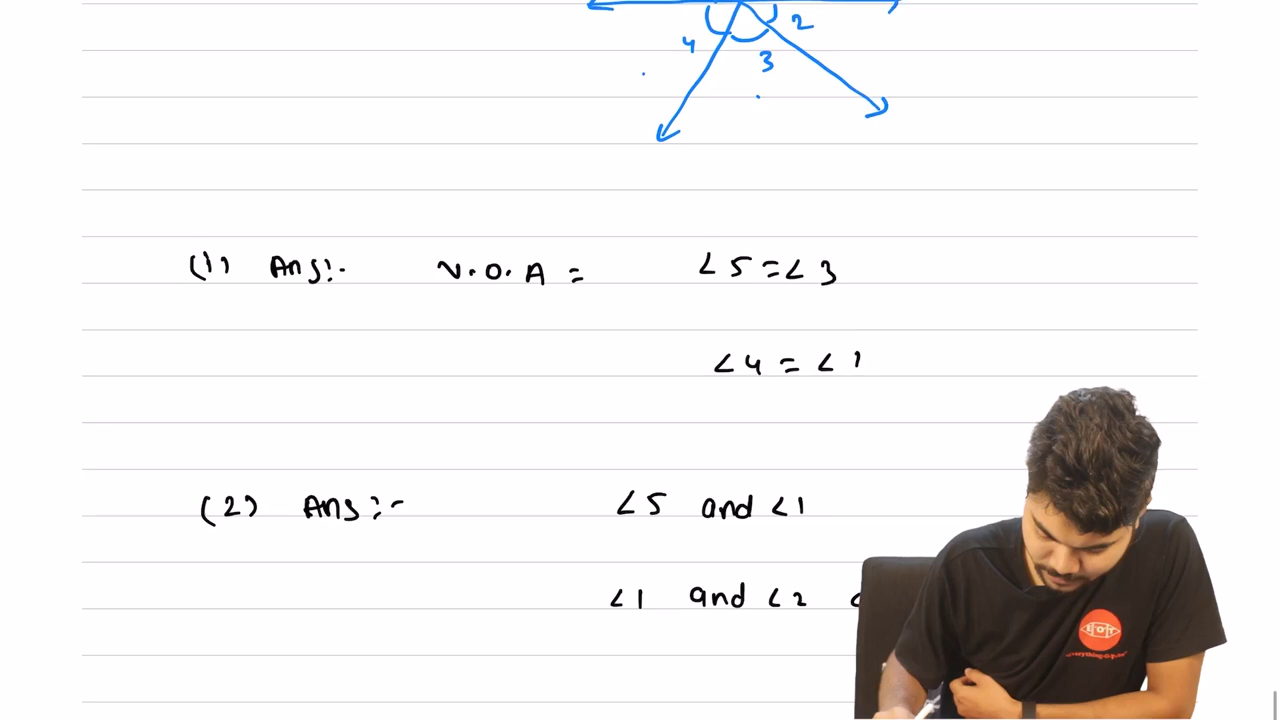 2
4
3
(1) Ans:- V.O.A = ∠5 = ∠3
∠4 = ∠1
(2) Ans:- ∠5 and ∠1
∠1 and ∠2